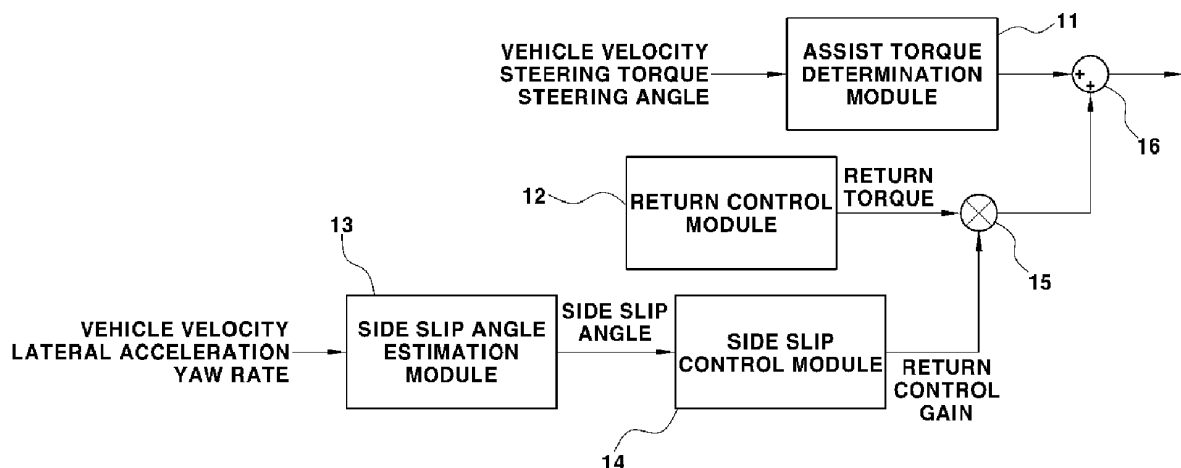 11
VEHICLE VELOCITY
STEERING TORQUE
STEERING ANGLE
ASSIST TORQUE
DETERMINATION
MODULE
+
+
16
12
RETURN CONTROL
MODULE
RETURN
TORQUE
15
13
VEHICLE VELOCITY
LATERAL ACCELERATION
YAW RATE
SIDE SLIP ANGLE
ESTIMATION
MODULE
SIDE SLIP
ANGLE
SIDE SLIP
CONTROL MODULE
RETURN
CONTROL
GAIN
14